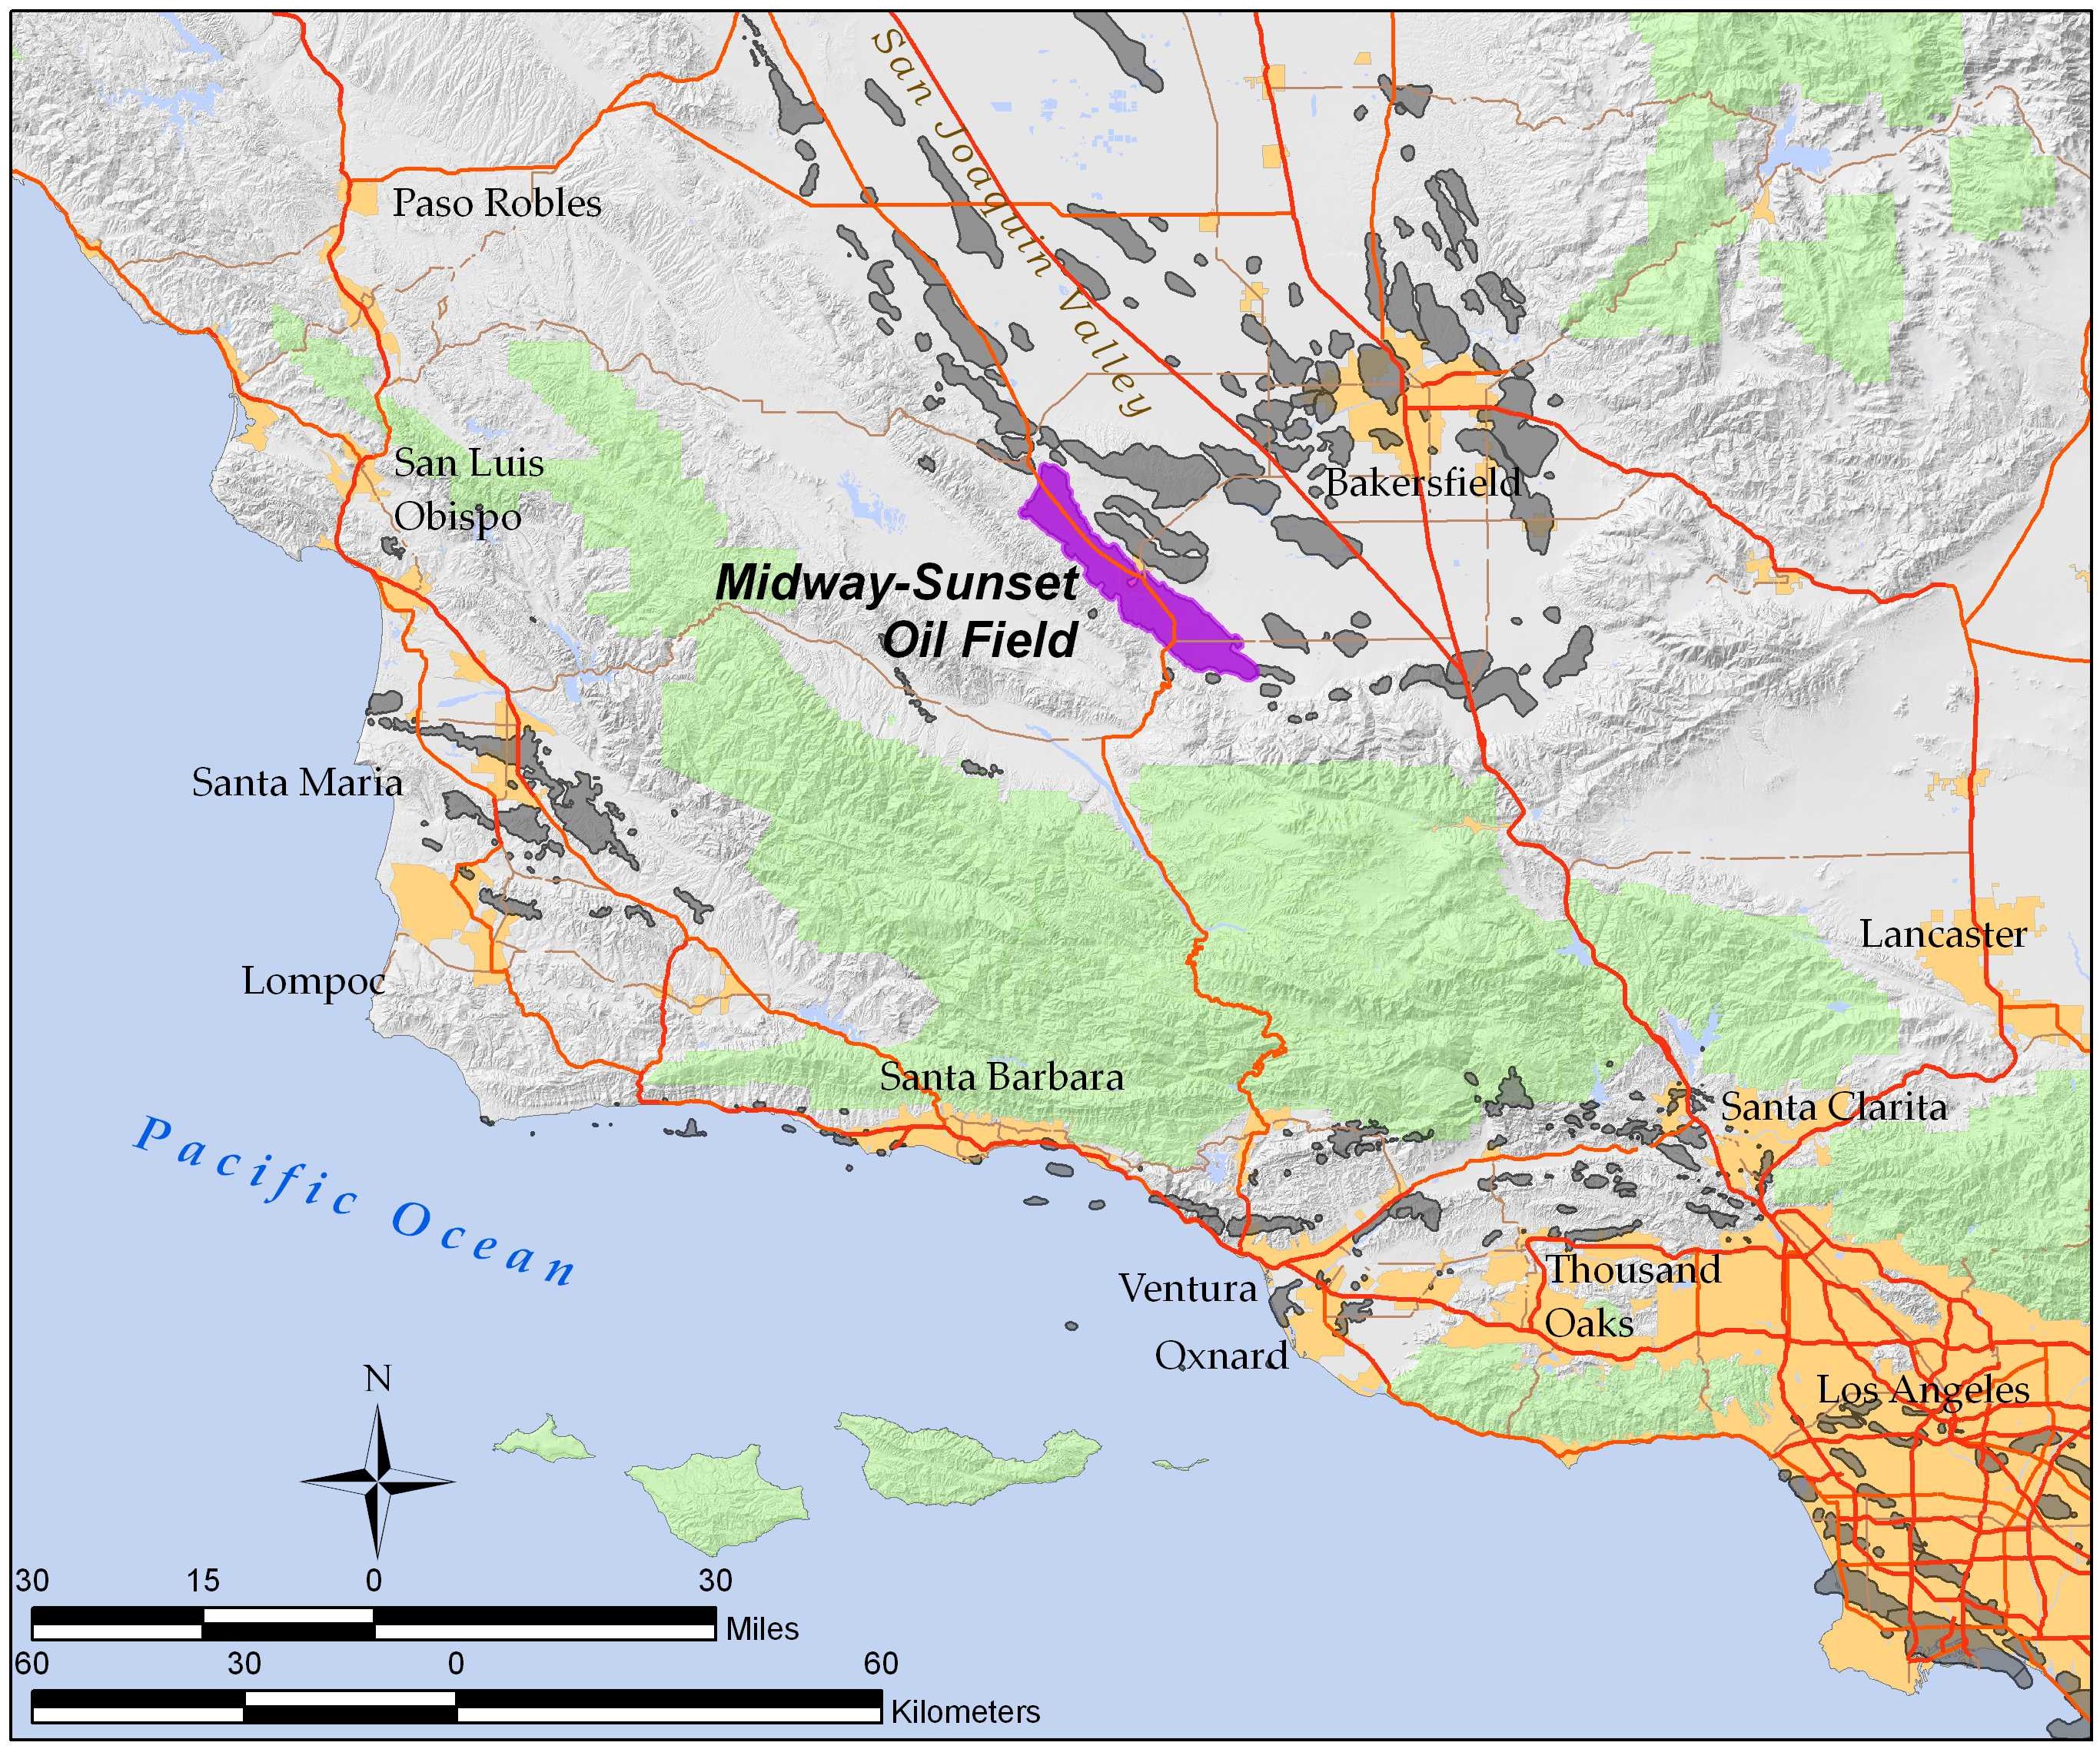 San Joaquin Valley
Paso Robles
San Luis
Obispo
Bakersfield
Midway-Sunset
Oil Field
Santa Maria
Lancaster
Lompoc
Santa Barbara
Santa Clarita
Pacific Ocean
Ventura
Thousand
Oaks
Oxnard
Los Angeles
N
30 15 0 30
Miles
60 30 0 60
Kilometers